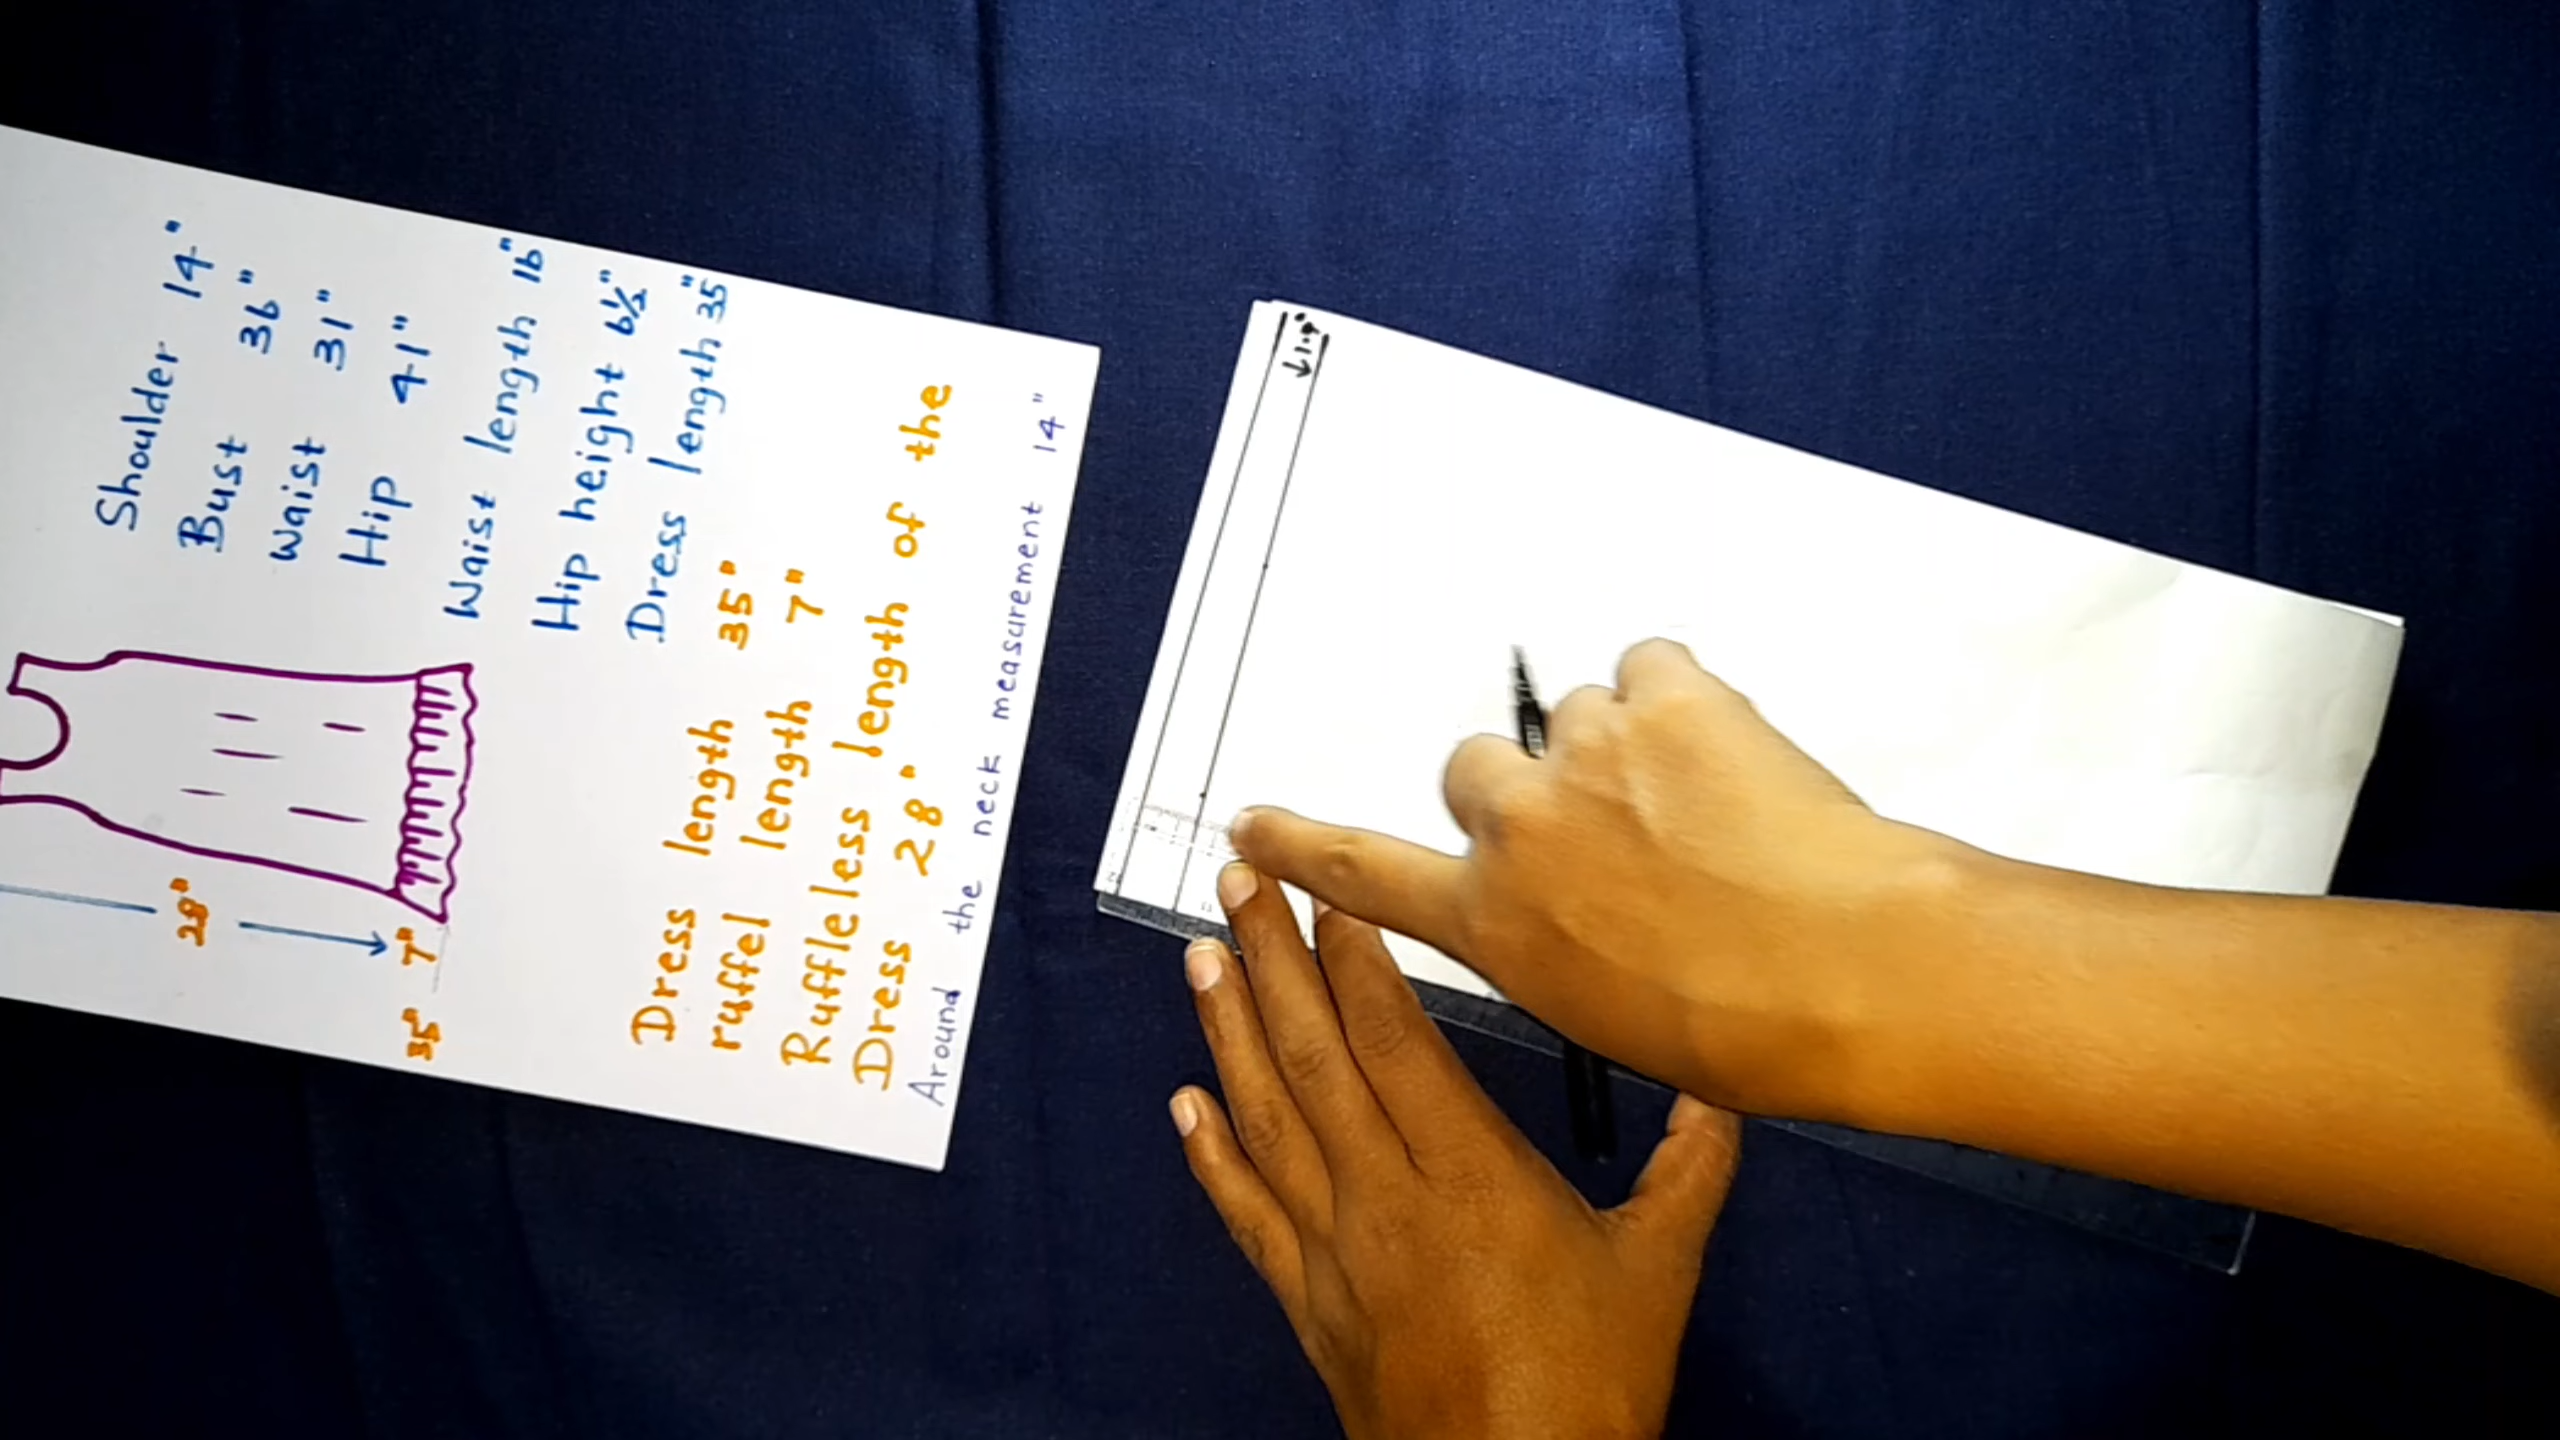 Shoulder 14"
Bust 36"
Waist 31"
Hip 41"
Waist length 16"
Hip height 6½"
Dress length 35"
28"
7"
35"
Dress length 35"
ruffel length 7"
Ruffleless length of the
Dress 28"
Around the neck measurement 14"